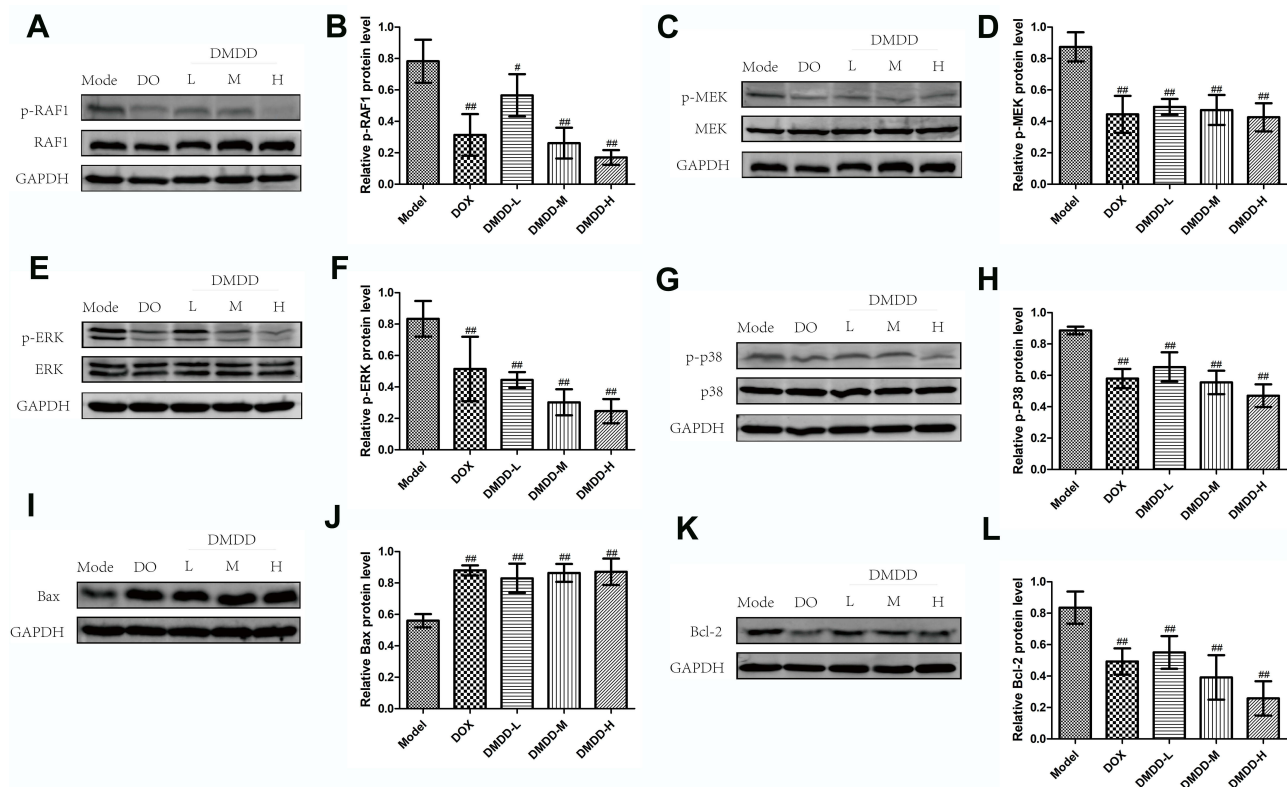 A
DMDD
Mode DO L M H
p-RAF1
RAF1
GAPDH
B
Relative p-RAF1 protein level
1.0
0.8
0.6
0.4
0.2
0.0
##
#
##
##
Model
DOX
DMDD-L
DMDD-M
DMDD-H
C
DMDD
Mode DO L M H
p-MEK
MEK
GAPDH
D
Relative p-MEK protein level
1.0
0.8
0.6
0.4
0.2
0.0
##
##
##
##
Model
DOX
DMDD-L
DMDD-M
DMDD-H
E
DMDD
Mode DO L M H
p-ERK
ERK
GAPDH
F
Relative p-ERK protein level
1.0
0.8
0.6
0.4
0.2
0.0
##
##
##
##
Model
DOX
DMDD-L
DMDD-M
DMDD-H
G
DMDD
Mode DO L M H
p-p38
p38
GAPDH
H
Relative p-P38 protein level
1.0
0.8
0.6
0.4
0.2
0.0
##
##
##
##
Model
DOX
DMDD-L
DMDD-M
DMDD-H
I
DMDD
Mode DO L M H
Bax
GAPDH
J
Relative Bax protein level
1.0
0.8
0.6
0.4
0.2
0.0
##
##
##
##
Model
DOX
DMDD-L
DMDD-M
DMDD-H
K
DMDD
Mode DO L M H
Bcl-2
GAPDH
L
Relative Bcl-2 protein level
1.0
0.8
0.6
0.4
0.2
0.0
##
##
##
##
Model
DOX
DMDD-L
DMDD-M
DMDD-H